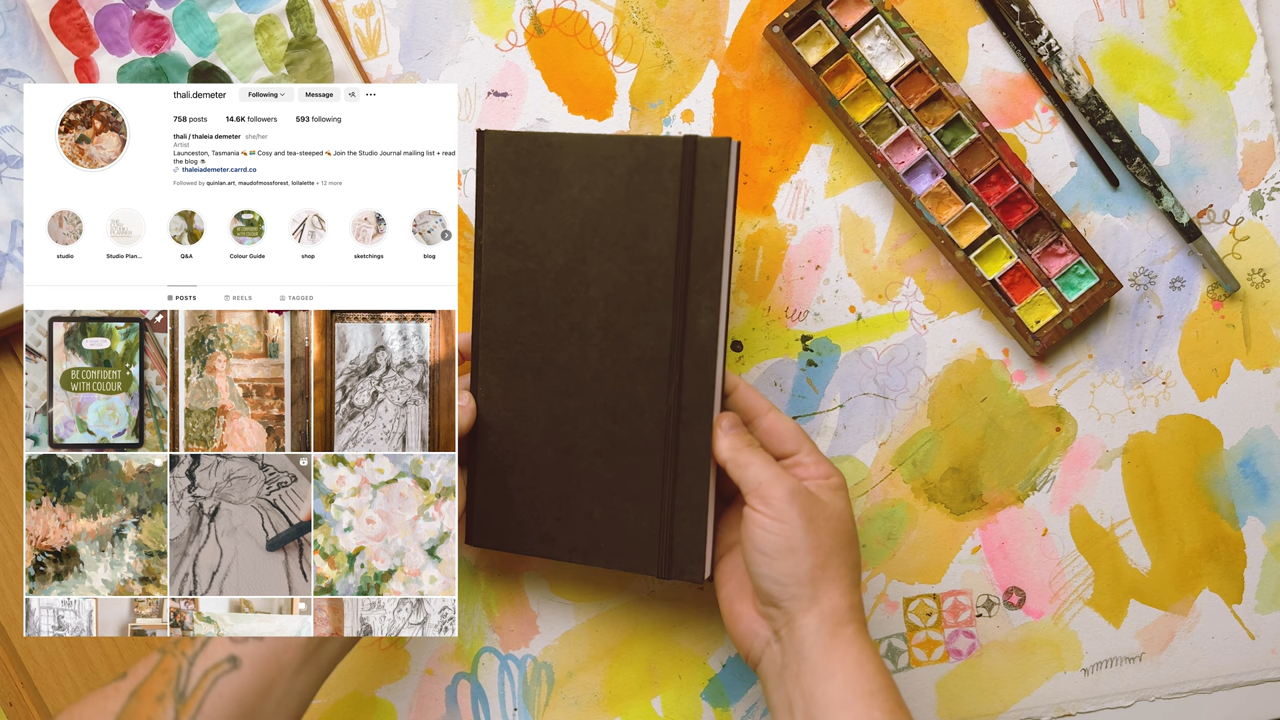 thali.demeter Following Message
758 posts 14.6K followers 593 following
thali / thaleia demeter she/her
Artist
Launceston, Tasmania Cosy and tea-steeped Join the Studio Journal mailing list + read
the blog
thaleiademeter.carrd.co
Followed by quinlan.art, maudofmossforest, lollalette + 12 more
studio Studio Plan... Q&A Colour Guide shop sketchings blog
POSTS REELS TAGGED
BE CONFIDENT
WITH COLOUR